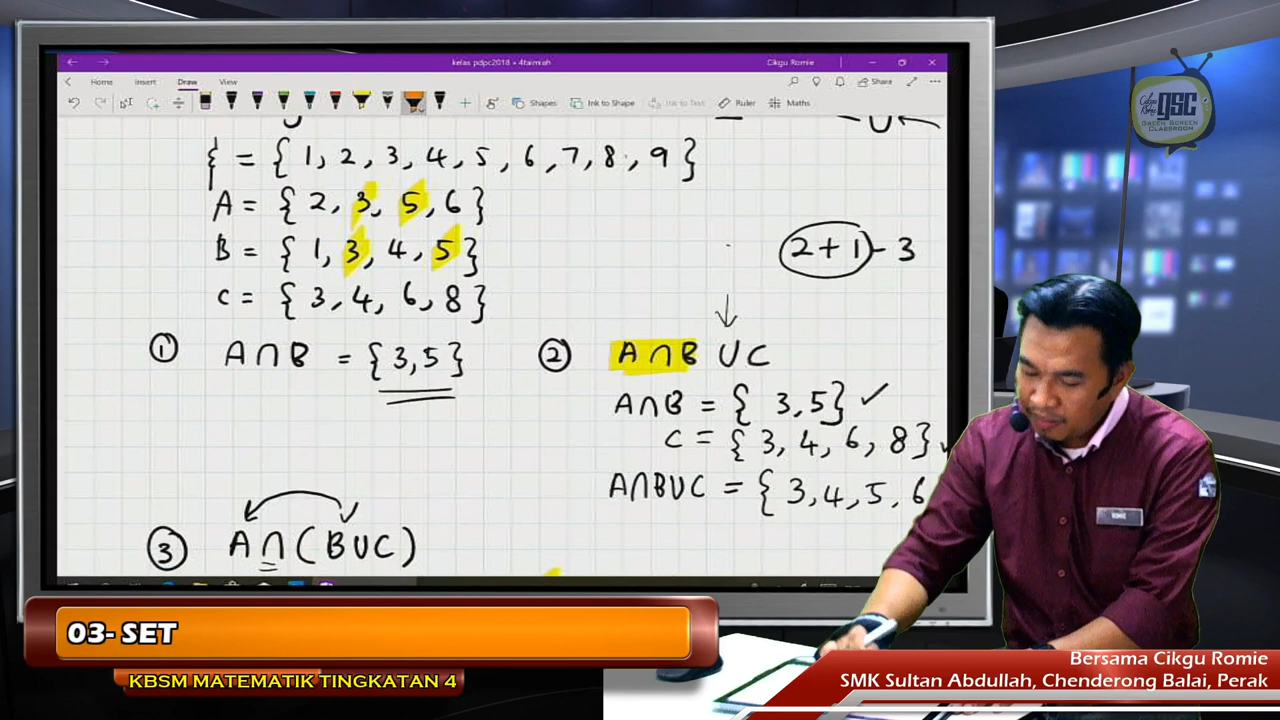 kelas pdpc2018 • 4taimiah
Cikgu Romie
Home Insert Draw View
Share
Shapes Ink to Shape Ink to Text Ruler Maths
ξ = { 1, 2, 3, 4, 5, 6, 7, 8, 9 }
A = { 2, 3, 5, 6 }
B = { 1, 3, 4, 5 }
C = { 3, 4, 6, 8 }
(2+1) - 3
① A ∩ B = { 3, 5 }
② A ∩ B ∪ C
A∩B = { 3, 5 } ✓
C = { 3, 4, 6, 8 }
A∩B∪C = { 3, 4, 5, 6
③ A ∩ ( B ∪ C )
Cikgu Romie GSC
GREEN SCREEN
CLASSROOM
03- SET
KBSM MATEMATIK TINGKATAN 4
Bersama Cikgu Romie
SMK Sultan Abdullah, Chenderong Balai, Perak